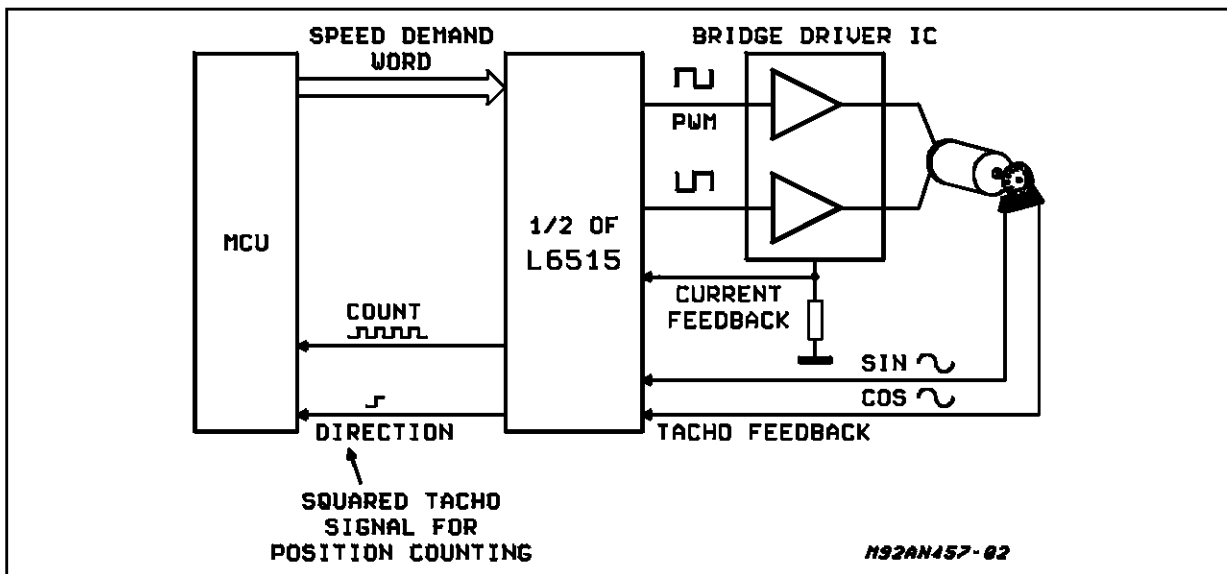 SPEED DEMAND
WORD
BRIDGE DRIVER IC
PWM
MCU
1/2 OF
L6515
CURRENT
FEEDBACK
COUNT
SIN
COS
DIRECTION
TACHO FEEDBACK
SQUARED TACHO
SIGNAL FOR
POSITION COUNTING
M92AN457-02